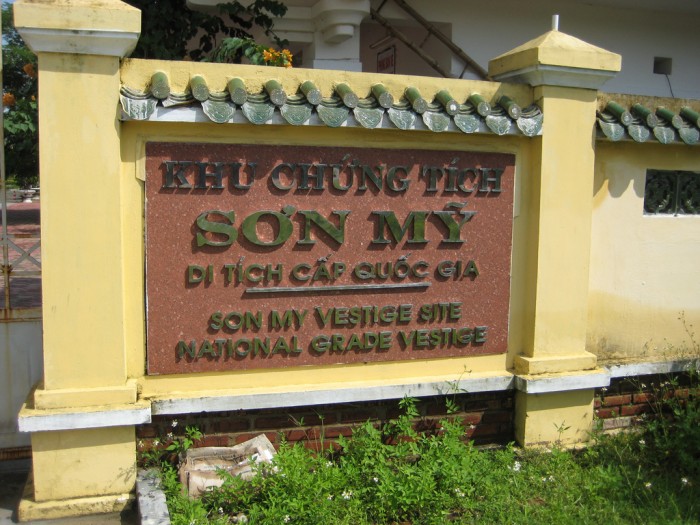 KHU CHỨNG TÍCH
SƠN MỸ
DI TÍCH CẤP QUỐC GIA
SON MY VESTIGE SITE
NATIONAL GRADE VESTIGE